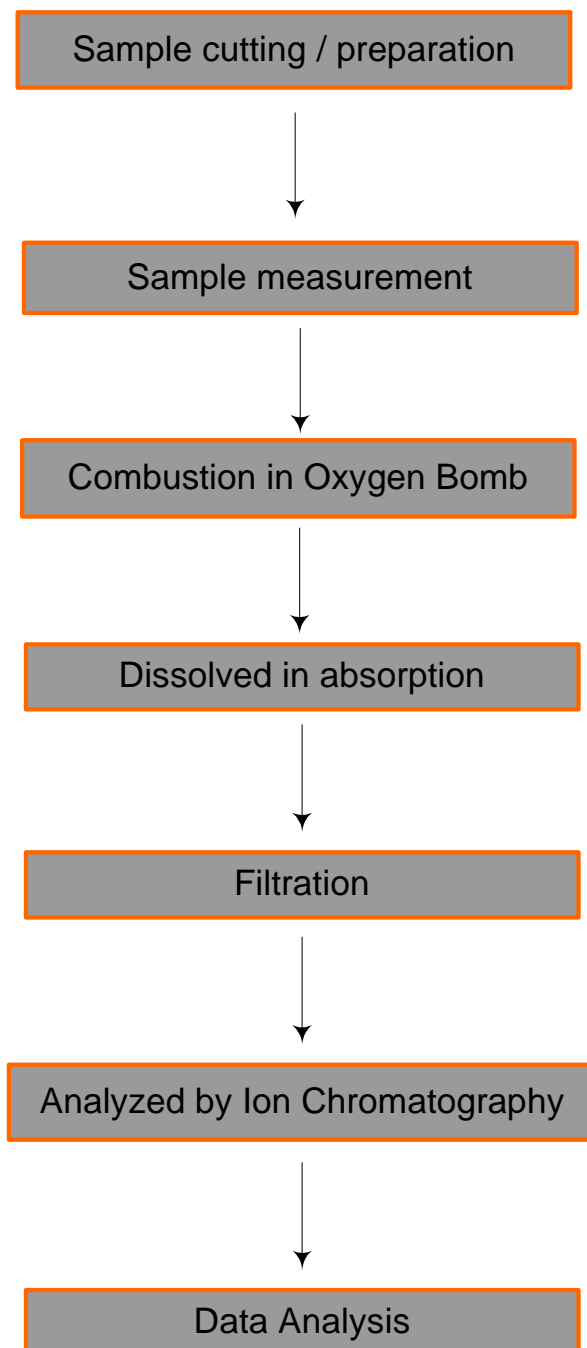 Sample cutting / preparation
Sample measurement
Combustion in Oxygen Bomb
Dissolved in absorption
Filtration
Analyzed by Ion Chromatography
Data Analysis